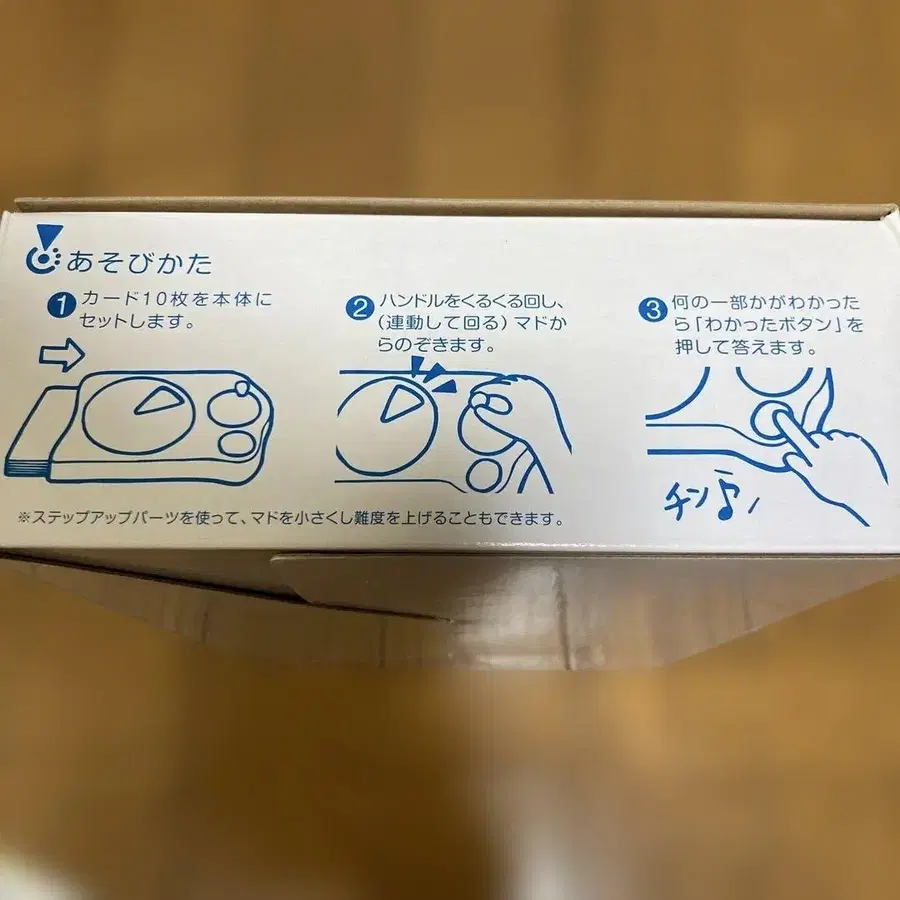 あそびかた
1 カード10枚を本体に
セットします。
2 ハンドルをくるくる回し、
(連動して回る)マドか
らのぞきます。
3 何の一部かがわかった
ら「わかったボタン」を
押して答えます。
チン♪
※ステップアップパーツを使って、マドを小さくし難度を上げることもできます。